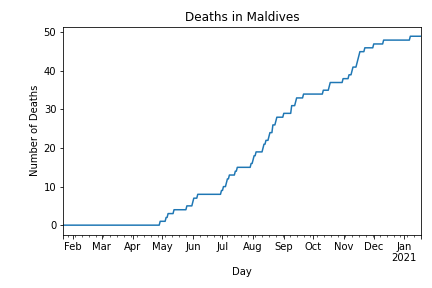 Deaths in Maldives
50
40
30
20
10
0
Number of Deaths
Feb Mar Apr May Jun Jul Aug Sep Oct Nov Dec Jan
2021
Day